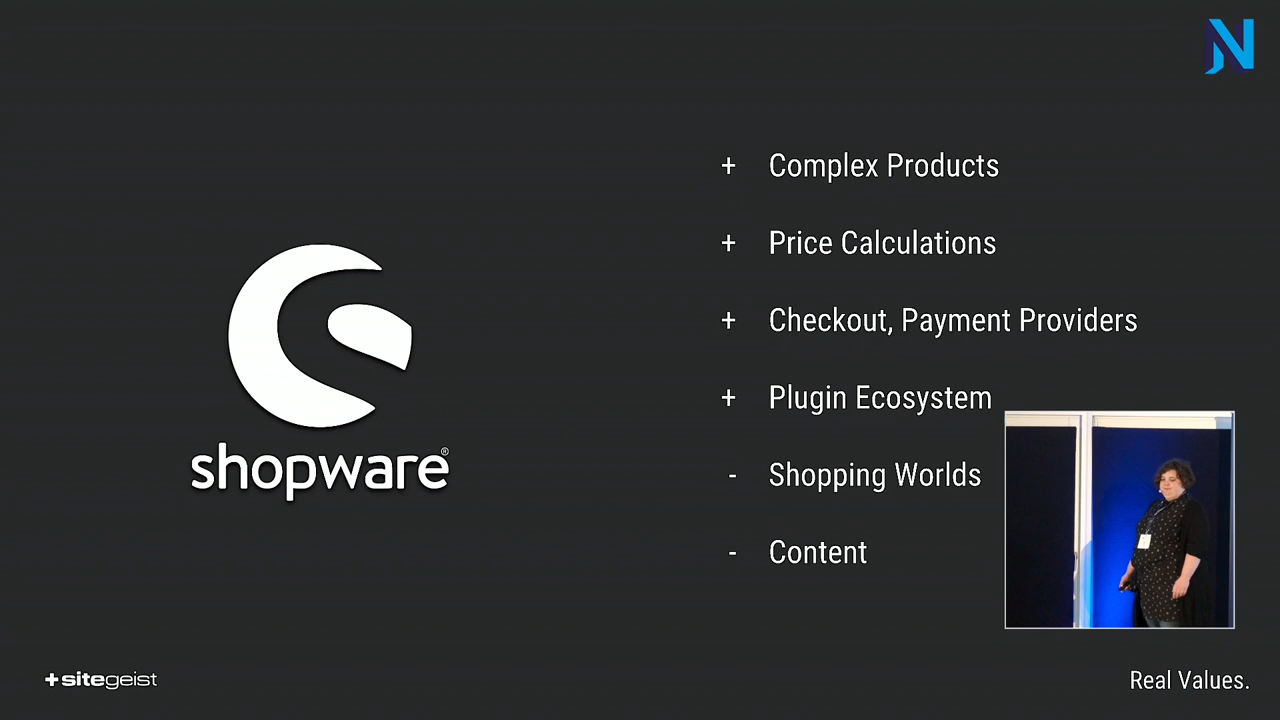 + Complex Products
+ Price Calculations
+ Checkout, Payment Providers
+ Plugin Ecosystem
- Shopping Worlds
- Content
shopware®
+sitegeist
Real Values.